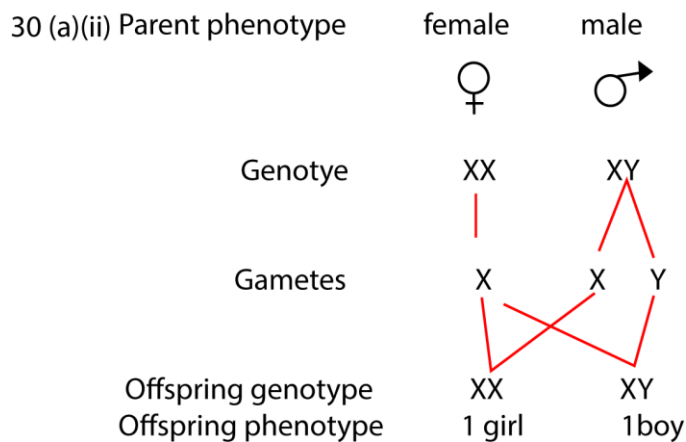 30 (a)(ii) Parent phenotype female male
Genotye XX XY
Gametes X X Y
Offspring genotype XX XY
Offspring phenotype 1 girl 1boy